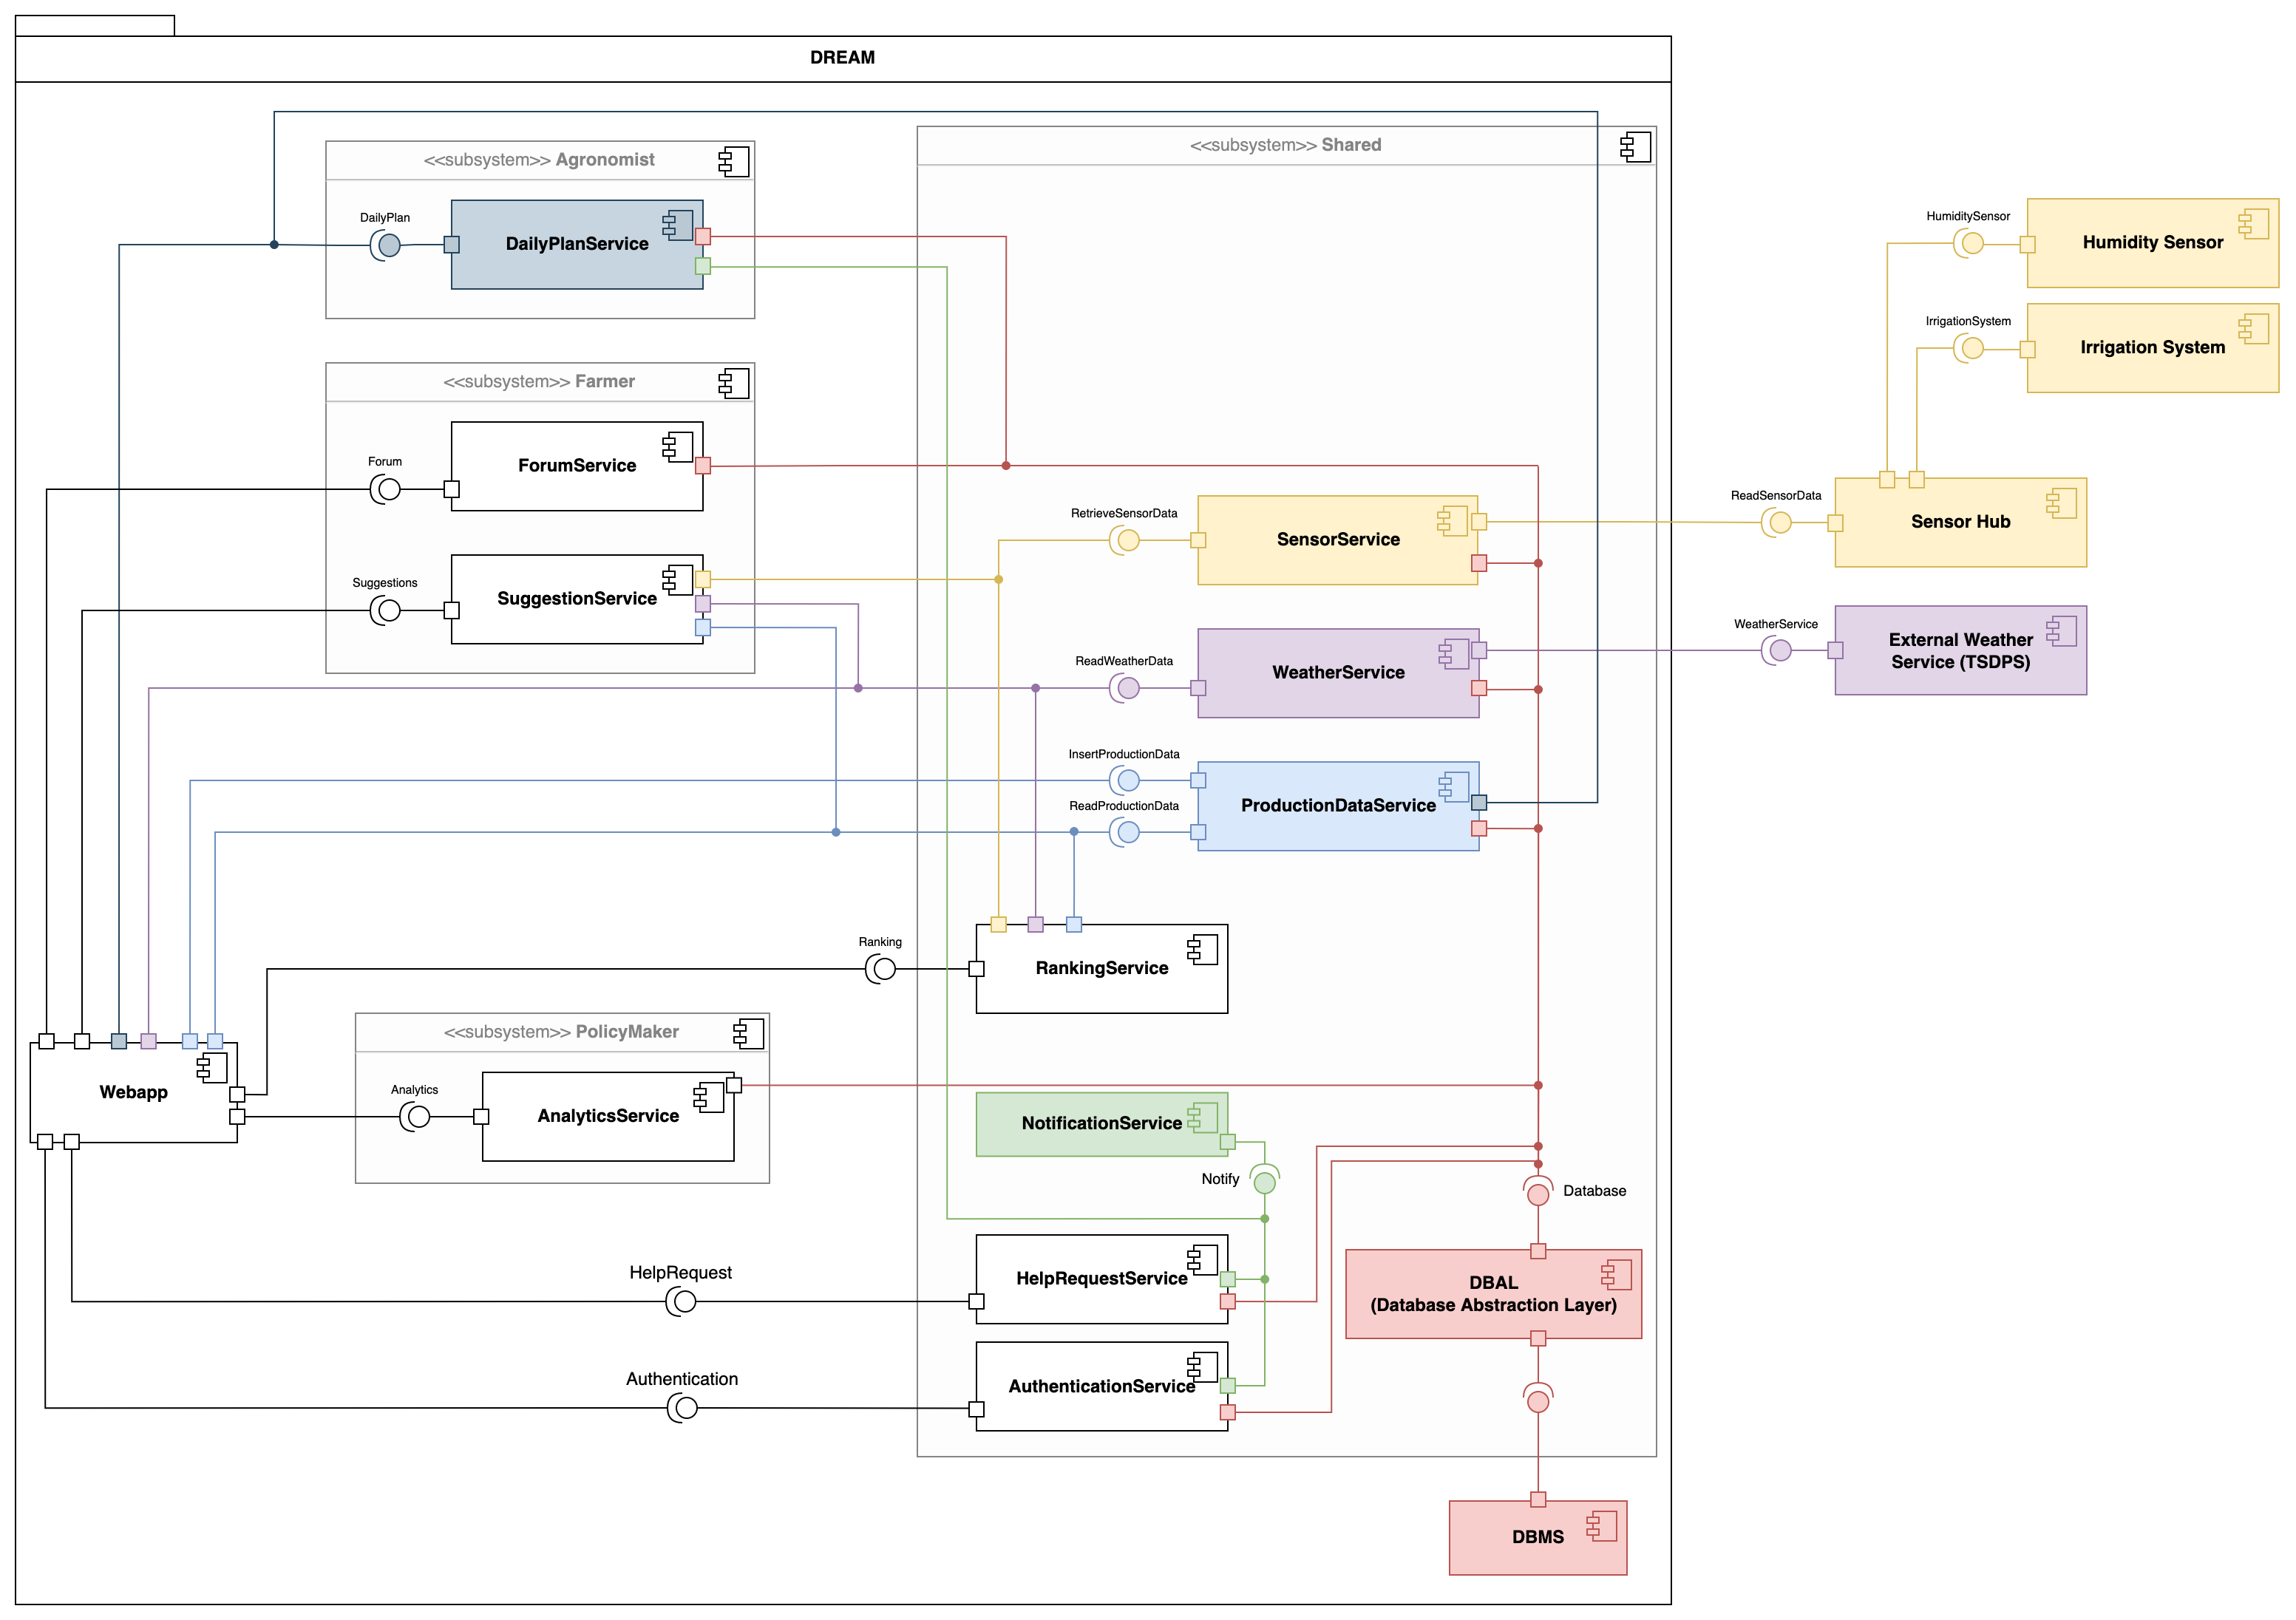 DREAM
<<subsystem>> Agronomist
DailyPlan
DailyPlanService
<<subsystem>> Shared
HumiditySensor
Humidity Sensor
IrrigationSystem
Irrigation System
<<subsystem>> Farmer
Forum
ForumService
Suggestions
SuggestionService
RetrieveSensorData
SensorService
ReadSensorData
Sensor Hub
ReadWeatherData
WeatherService
WeatherService
External Weather
Service (TSDPS)
InsertProductionData
ReadProductionData
ProductionDataService
Ranking
RankingService
Webapp
<<subsystem>> PolicyMaker
Analytics
AnalyticsService
NotificationService
Notify
Database
HelpRequest
HelpRequestService
DBAL
(Database Abstraction Layer)
Authentication
AuthenticationService
DBMS